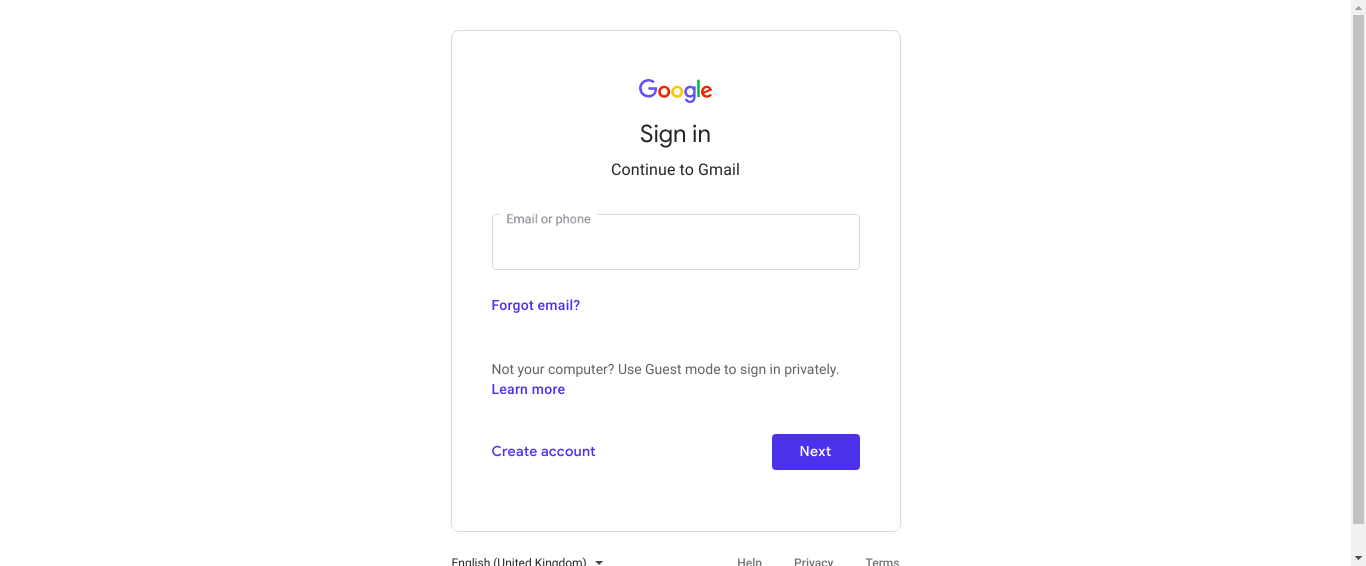 Google
Sign in
Continue to Gmail
Email or phone
Forgot email?
Not your computer? Use Guest mode to sign in privately.
Learn more
Create account
Next
English (United Kingdom)
Help
Privacy
Terms